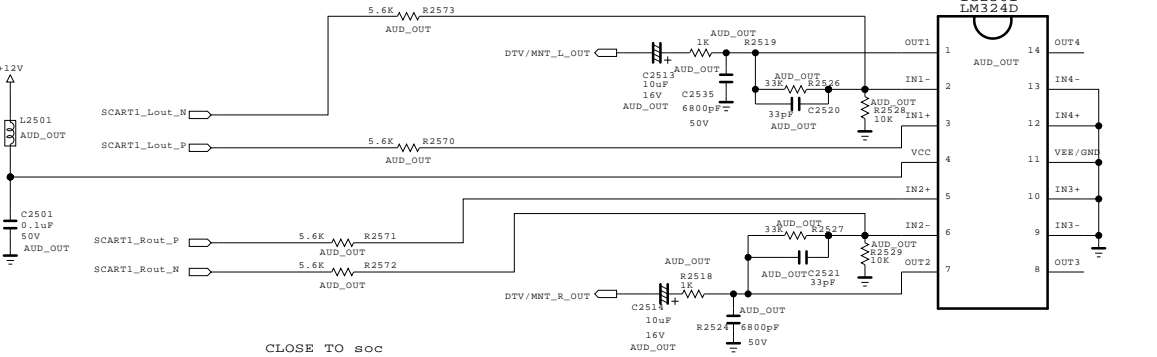 LM324D
5.6K R2573
AUD_OUT
AUD_OUT
1K R2519
DTV/MNT_L_OUT
OUT1 1 14 OUT4
AUD_OUT
AUD_OUT
+12V
C2513
10uF
16V
AUD_OUT
C2535
6800pF
50V
AUD_OUT
33K R2526
33pF C2520
AUD_OUT
IN1- 2 13 IN4-
AUD_OUT
R2528
10K
SCART1_Lout_N
L2501
AUD_OUT
IN1+ 3 12 IN4+
SCART1_Lout_P
5.6K R2570
AUD_OUT
VCC 4 11 VEE/GND
IN2+ 5 10 IN3+
C2501
0.1uF
50V
AUD_OUT
SCART1_Rout_P
5.6K R2571
AUD_OUT
AUD_OUT
33K R2527
IN2- 6 9 IN3-
AUD_OUT
R2529
10K
SCART1_Rout_N
5.6K R2572
AUD_OUT
AUD_OUT
R2518
1K
AUD_OUT C2521
33pF
OUT2 7 8 OUT3
DTV/MNT_R_OUT
C2514
10uF
16V
AUD_OUT
AUD_OUT
R2524 6800pF
50V
CLOSE TO soc